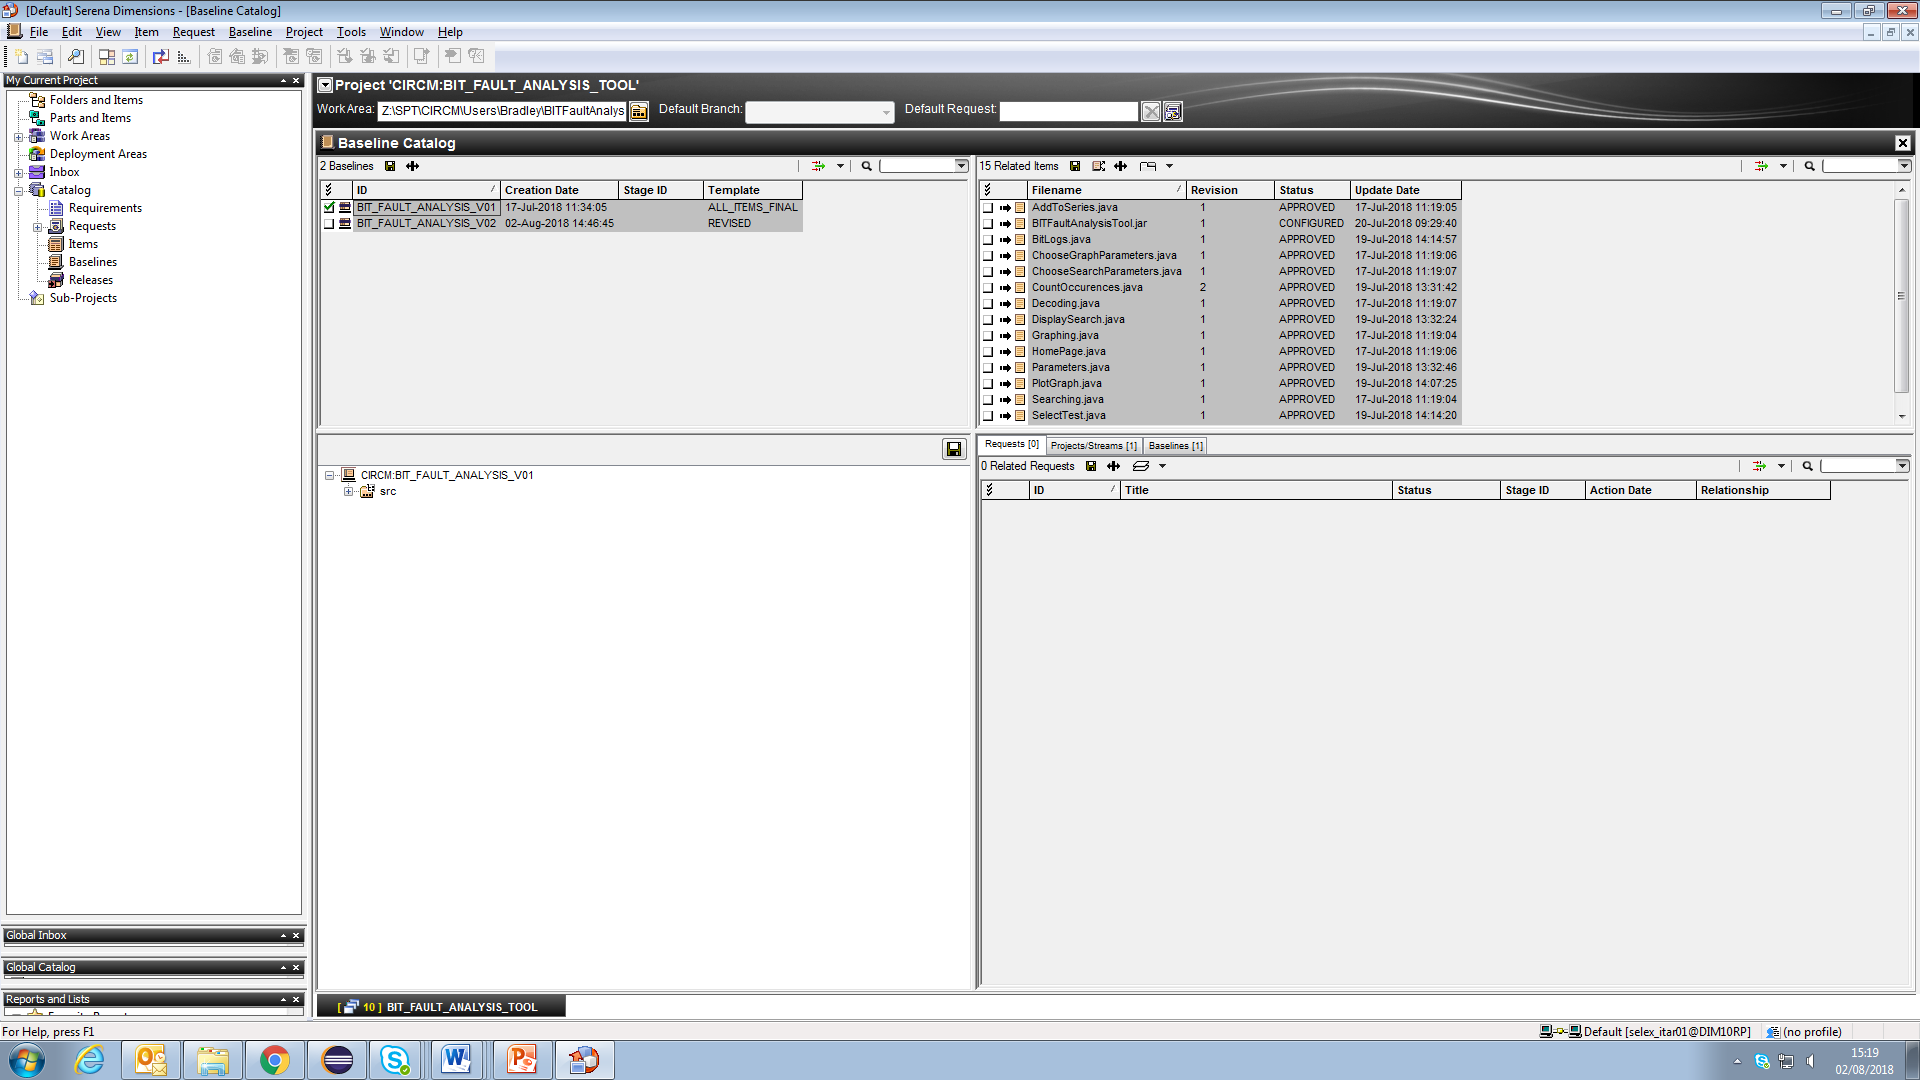 [Default] Serena Dimensions - [Baseline Catalog]
File Edit View Item Request Baseline Project Tools Window Help
My Current Project
Folders and Items
Parts and Items
Work Areas
Deployment Areas
Inbox
Catalog
Requirements
Requests
Items
Baselines
Releases
Sub-Projects
Global Inbox
Global Catalog
Reports and Lists
Project 'CIRCM:BIT_FAULT_ANALYSIS_TOOL'
Work Area: Z:\SPT\CIRCM\Users\Bradley\BITFaultAnalys Default Branch: Default Request:
Baseline Catalog
2 Baselines
ID Creation Date Stage ID Template
BIT_FAULT_ANALYSIS_V01 17-Jul-2018 11:34:05 ALL_ITEMS_FINAL
BIT_FAULT_ANALYSIS_V02 02-Aug-2018 14:46:45 REVISED
15 Related Items
Filename Revision Status Update Date
AddToSeries.java 1 APPROVED 17-Jul-2018 11:19:05
BITFaultAnalysisTool.jar 1 CONFIGURED 20-Jul-2018 09:29:40
BitLogs.java 1 APPROVED 19-Jul-2018 14:14:57
ChooseGraphParameters.java 1 APPROVED 17-Jul-2018 11:19:06
ChooseSearchParameters.java 1 APPROVED 17-Jul-2018 11:19:07
CountOccurences.java 2 APPROVED 19-Jul-2018 13:31:42
Decoding.java 1 APPROVED 17-Jul-2018 11:19:07
DisplaySearch.java 1 APPROVED 19-Jul-2018 13:32:24
Graphing.java 1 APPROVED 17-Jul-2018 11:19:04
HomePage.java 1 APPROVED 17-Jul-2018 11:19:06
Parameters.java 1 APPROVED 19-Jul-2018 13:32:46
PlotGraph.java 1 APPROVED 19-Jul-2018 14:07:25
Searching.java 1 APPROVED 17-Jul-2018 11:19:04
SelectTest.java 1 APPROVED 19-Jul-2018 14:14:20
CIRCM:BIT_FAULT_ANALYSIS_V01
src
Requests [0] Projects/Streams [1] Baselines [1]
0 Related Requests
ID Title Status Stage ID Action Date Relationship
[ 10 ] BIT_FAULT_ANALYSIS_TOOL
For Help, press F1
Default [selex_itar01@DIM10RP] (no profile)
15:19
02/08/2018